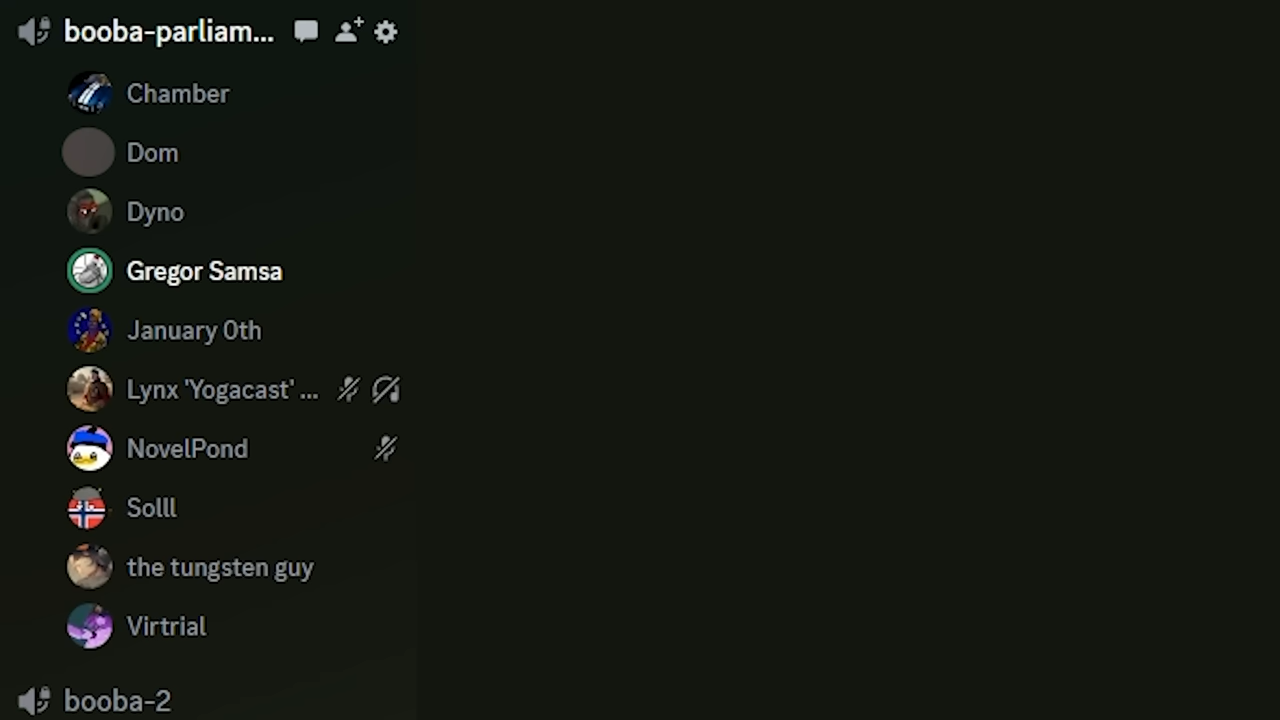 booba-parliam...
Chamber
Dom
Dyno
Gregor Samsa
January 0th
Lynx 'Yogacast' ...
NovelPond
Solll
the tungsten guy
Virtrial
booba-2